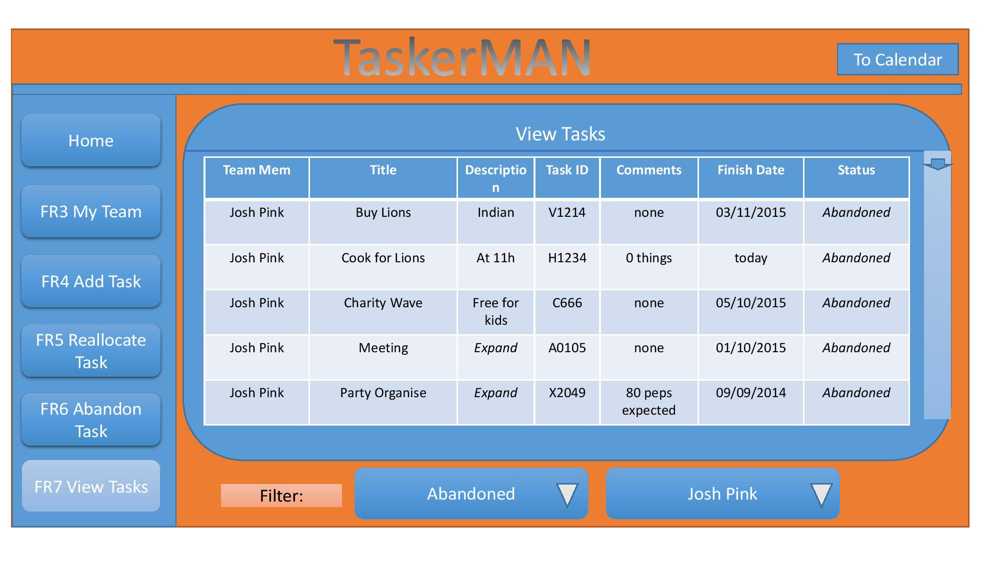 TaskerMAN
To Calendar
Home
FR3 My Team
FR4 Add Task
FR5 Reallocate
Task
FR6 Abandon
Task
FR7 View Tasks
View Tasks
Team Mem Title Descriptio Task ID Comments Finish Date Status
n
Josh Pink Buy Lions Indian V1214 none 03/11/2015 Abandoned
Josh Pink Cook for Lions At 11h H1234 0 things today Abandoned
Josh Pink Charity Wave Free for C666 none 05/10/2015 Abandoned
kids
Josh Pink Meeting Expand A0105 none 01/10/2015 Abandoned
Josh Pink Party Organise Expand X2049 80 peps 09/09/2014 Abandoned
expected
Filter: Abandoned Josh Pink